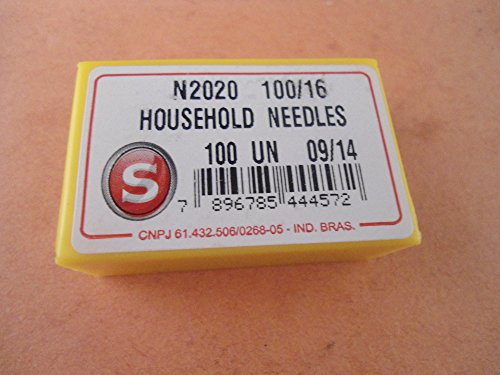 N2020 100/16
HOUSEHOLD NEEDLES
S
100 UN 09/14
7 896785 444572
CNPJ 61.432.506/0268-05 - IND. BRAS.